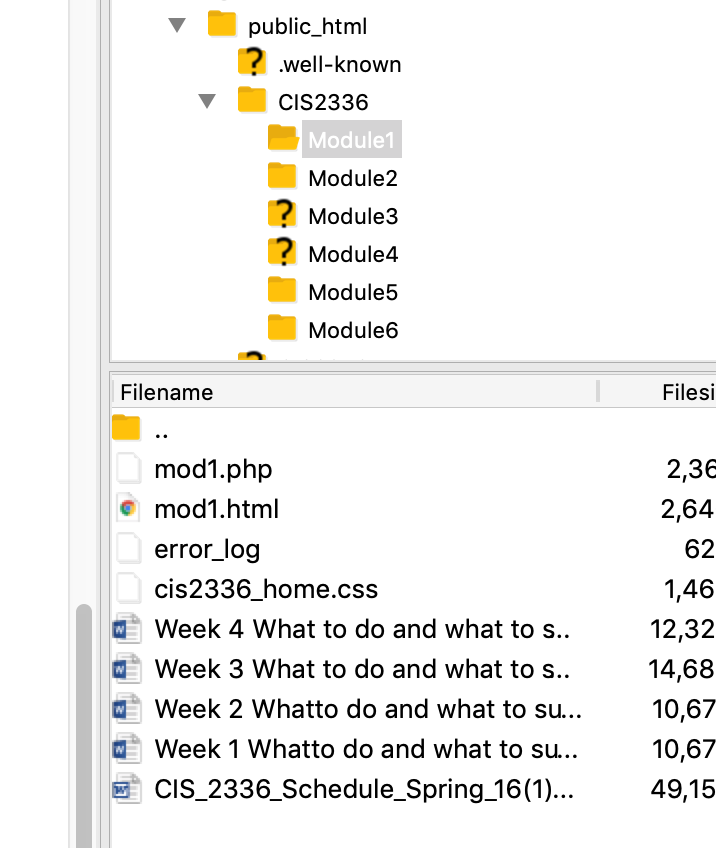 public_html
.well-known
CIS2336
Module1
Module2
Module3
Module4
Module5
Module6
Filename Filesi
..
mod1.php 2,36
mod1.html 2,64
error_log 62
cis2336_home.css 1,46
Week 4 What to do and what to s.. 12,32
Week 3 What to do and what to s.. 14,68
Week 2 Whatto do and what to su... 10,67
Week 1 Whatto do and what to su... 10,67
CIS_2336_Schedule_Spring_16(1)... 49,15